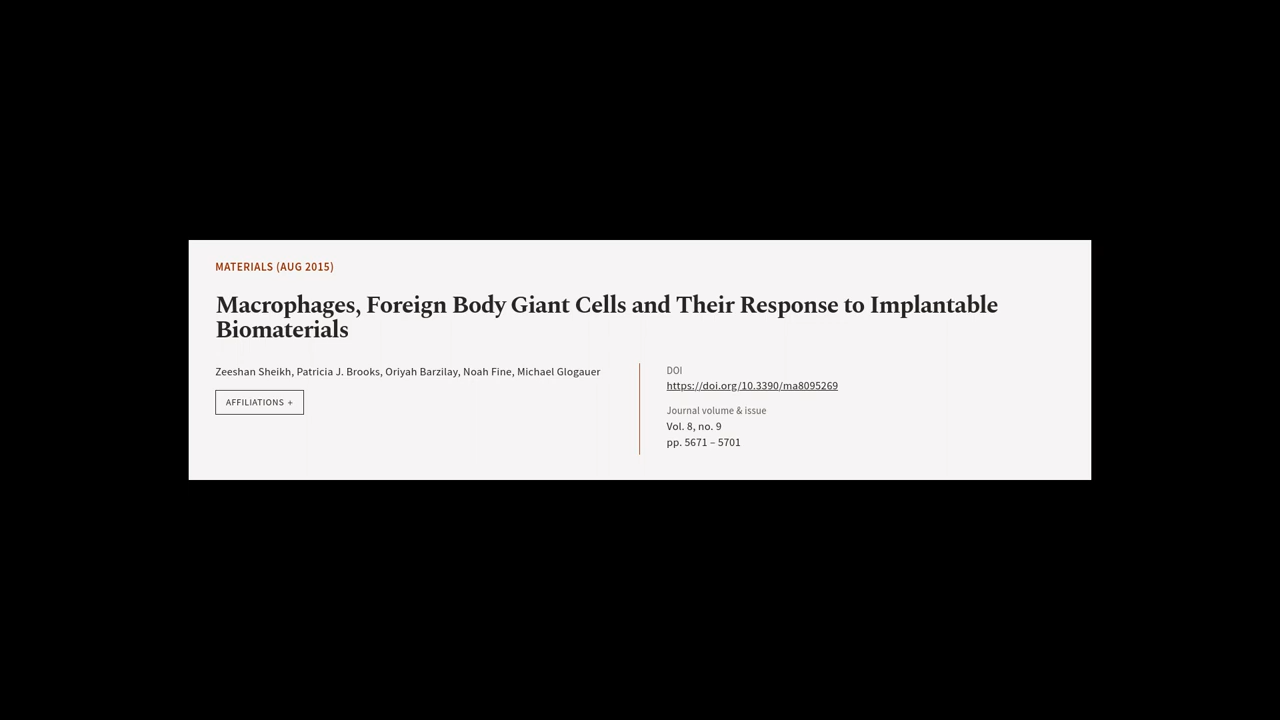 MATERIALS (AUG 2015)
Macrophages, Foreign Body Giant Cells and Their Response to Implantable
Biomaterials
Zeeshan Sheikh, Patricia J. Brooks, Oriyah Barzilay, Noah Fine, Michael Glogauer
AFFILIATIONS +
DOI
https://doi.org/10.3390/ma8095269
Journal volume & issue
Vol. 8, no. 9
pp. 5671 – 5701